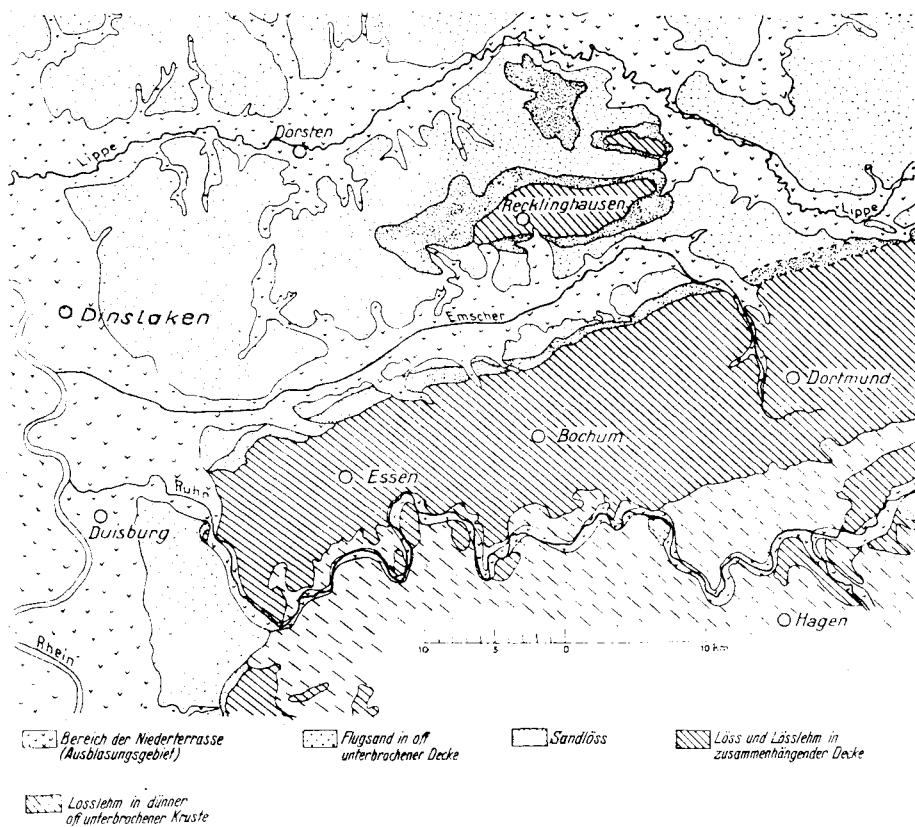 Dorsten
Lippe
Recklinghausen
Lippe
Dinslaken
Emscher
Dortmund
Bochum
Essen
Ruhr
Duisburg
Hagen
10 5 0 10 Km
Rhein
Bereich der Niederterrasse
(Ausblasungsgebiet)
Flugsand in oft
unterbrochener Decke
Sandlöss
Löss und Lösslehm in
zusammenhängender Decke
Losslehm in dünner
oft unterbrochener Kruste